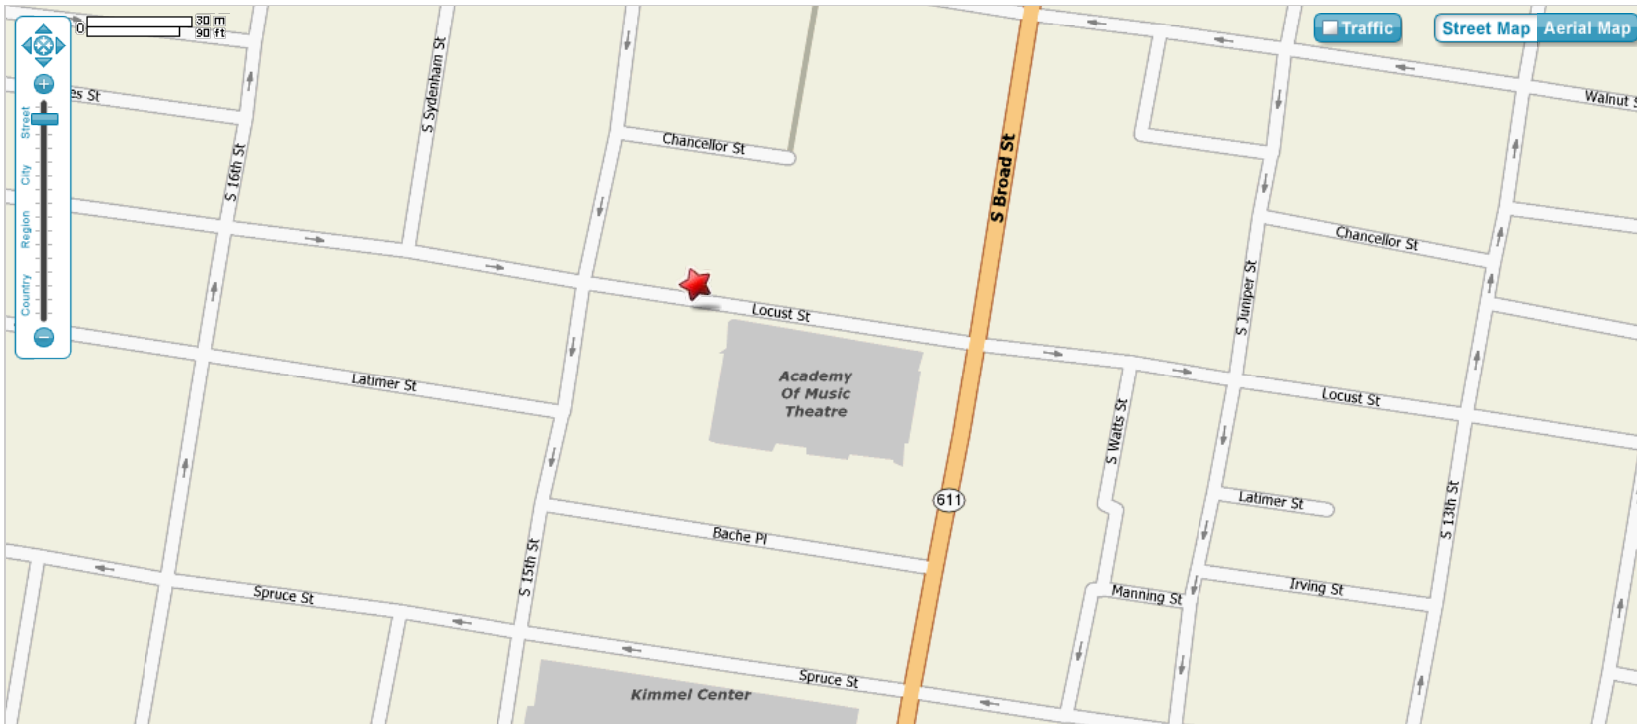 0
30 m
90 ft
Traffic
Street Map
Aerial Map
Street
City
Region
Country
es St
S 16th St
S Sydenham St
Chancellor St
S Broad St
Walnut S
Chancellor St
S Juniper St
Locust St
Academy
Of Music
Theatre
Latimer St
Locust St
S Watts St
611
Latimer St
S 13th St
Bache Pl
S 15th St
Irving St
Manning St
Spruce St
Spruce St
Kimmel Center